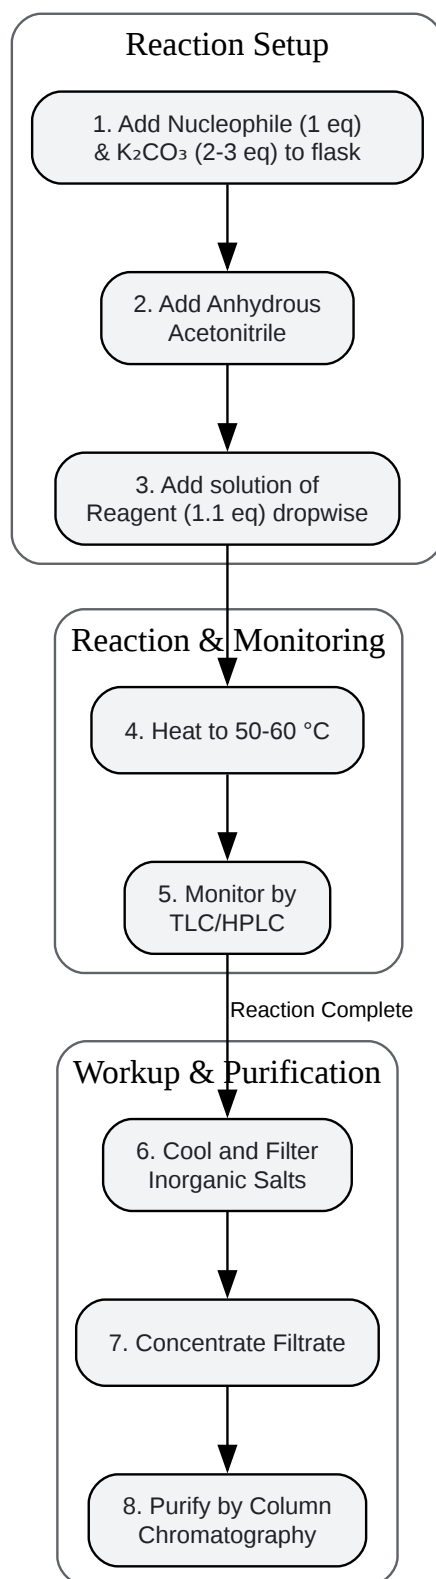 Reaction Setup
1. Add Nucleophile (1 eq)
& K₂CO₃ (2-3 eq) to flask
2. Add Anhydrous
Acetonitrile
3. Add solution of
Reagent (1.1 eq) dropwise
Reaction & Monitoring
4. Heat to 50-60 °C
5. Monitor by
TLC/HPLC
Reaction Complete
Workup & Purification
6. Cool and Filter
Inorganic Salts
7. Concentrate Filtrate
8. Purify by Column
Chromatography